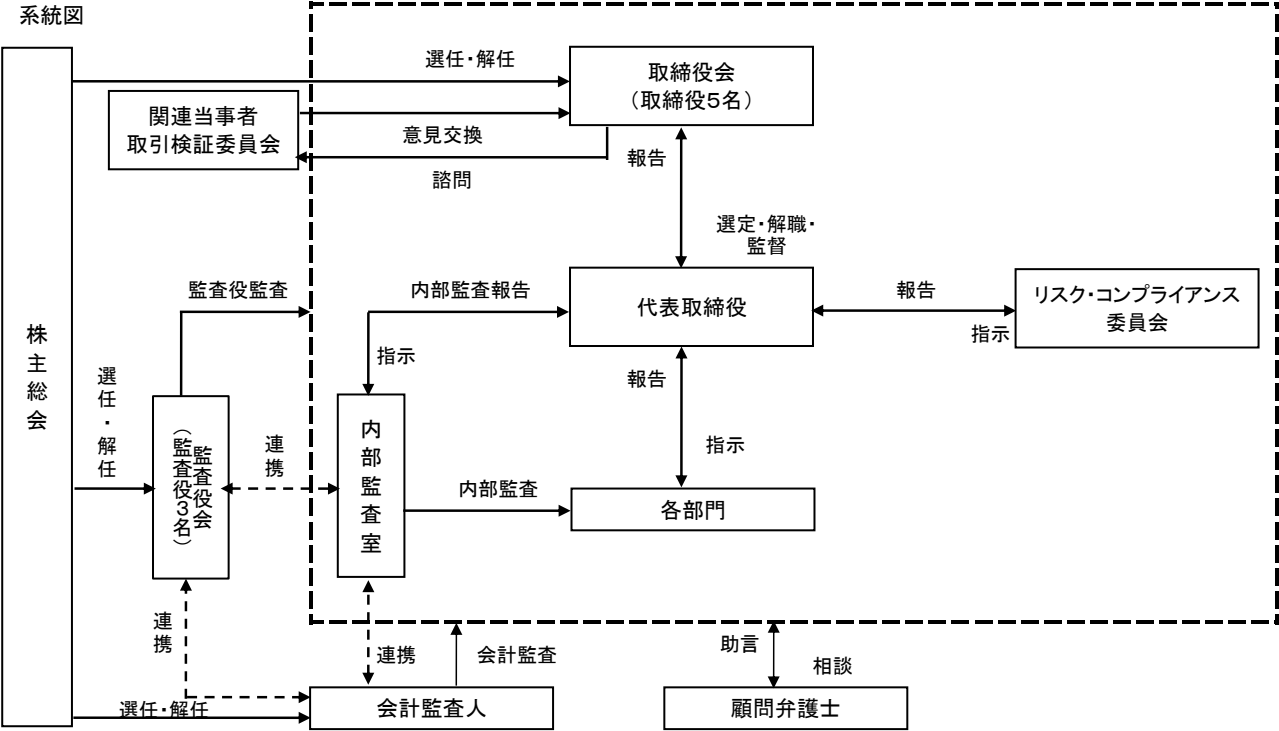 系統図
選任・解任
取締役会
（取締役５名）
関連当事者
取引検証委員会
意見交換
諮問
報告
選定・解職・
監督
監査役監査
内部監査報告
代表取締役
報告
指示
リスク・コンプライアンス
委員会
株主総会
指示
報告
選任・解任
監査役会
（監査役３名）
連携
内部監査室
指示
内部監査
各部門
連携
連携
会計監査
助言
相談
選任・解任
会計監査人
顧問弁護士